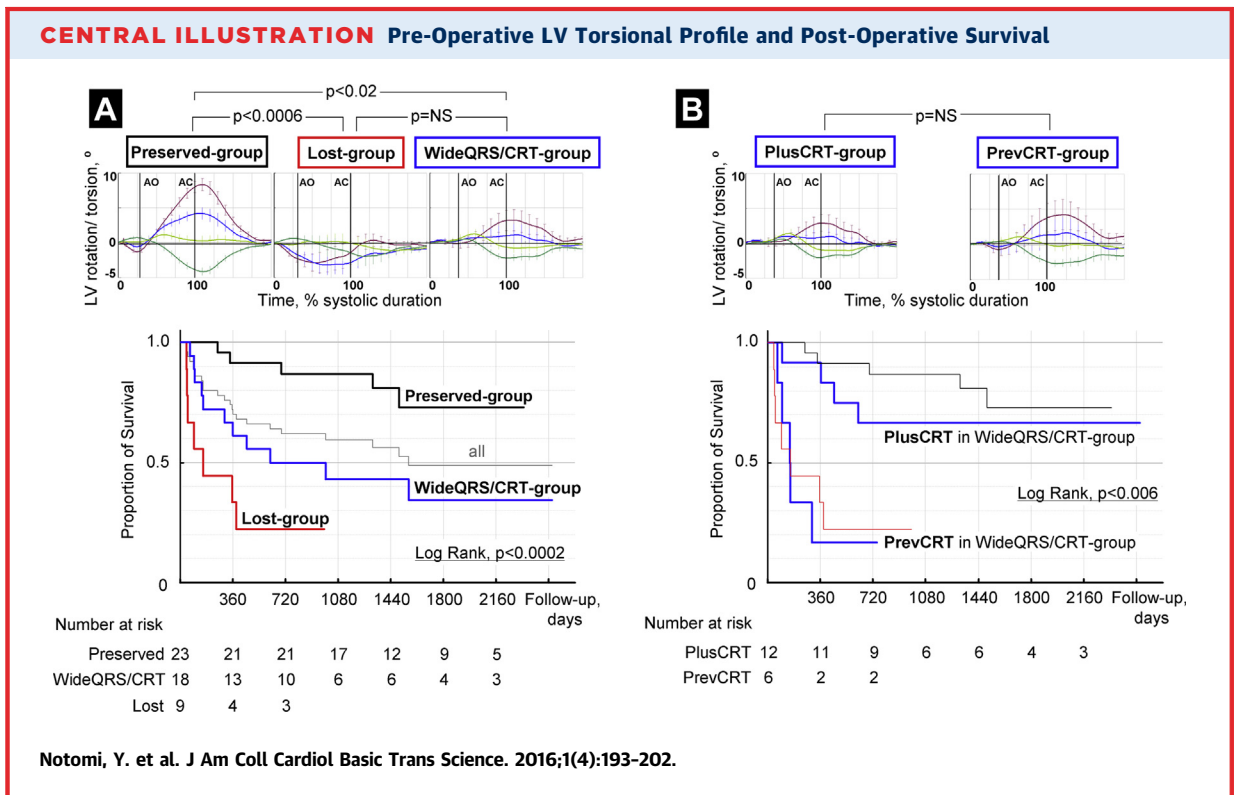 CENTRAL ILLUSTRATION Pre-Operative LV Torsional Profile and Post-Operative Survival
A
p<0.02
p<0.0006 p=NS
Preserved-group Lost-group WideQRS/CRT-group
LV rotation/ torsion, º
10
0
-5
AO AC AO AC AO AC
0 100 0 100 0 100
Time, % systolic duration
Proportion of Survival
1.0
0.5
0
Preserved-group
all
WideQRS/CRT-group
Lost-group
Log Rank, p<0.0002
360 720 1080 1440 1800 2160 Follow-up,
days
Number at risk
Preserved 23 21 21 17 12 9 5
WideQRS/CRT 18 13 10 6 6 4 3
Lost 9 4 3
B
p=NS
PlusCRT-group PrevCRT-group
LV rotation/ torsion, º
10
0
-5
AO AC AO AC
0 100 0 100
Time, % systolic duration
Proportion of Survival
1.0
0.5
0
PlusCRT in WideQRS/CRT-group
Log Rank, p<0.006
PrevCRT in WideQRS/CRT-group
360 720 1080 1440 1800 2160 Follow-up,
days
Number at risk
PlusCRT 12 11 9 6 6 4 3
PrevCRT 6 2 2
Notomi, Y. et al. J Am Coll Cardiol Basic Trans Science. 2016;1(4):193-202.